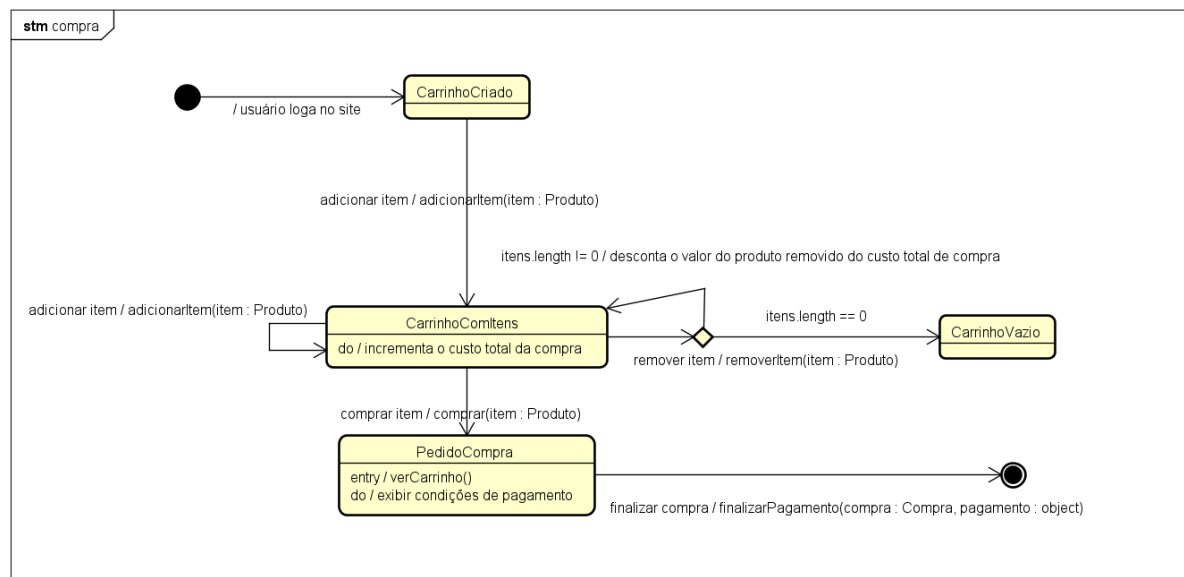 stm compra
CarrinhoCriado
/ usuário loga no site
adicionar item / adicionarItem(item : Produto)
itens.length != 0 / desconta o valor do produto removido do custo total de compra
adicionar item / adicionarItem(item : Produto)
CarrinhoComItens
do / incrementa o custo total da compra
itens.length == 0
CarrinhoVazio
remover item / removerItem(item : Produto)
comprar item / comprar(item : Produto)
PedidoCompra
entry / verCarrinho()
do / exibir condições de pagamento
finalizar compra / finalizarPagamento(compra : Compra, pagamento : object)